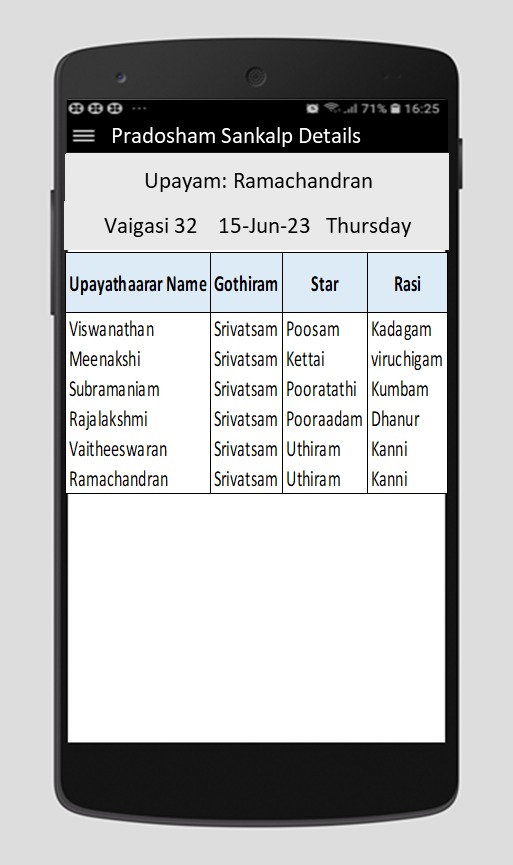 71% 16:25
Pradosham Sankalp Details
Upayam: Ramachandran
Vaigasi 32 15-Jun-23 Thursday
Upayathaarar Name Gothiram Star Rasi
Viswanathan Srivatsam Poosam Kadagam
Meenakshi Srivatsam Kettai viruchigam
Subramaniam Srivatsam Pooratathi Kumbam
Rajalakshmi Srivatsam Pooraadam Dhanur
Vaitheeswaran Srivatsam Uthiram Kanni
Ramachandran Srivatsam Uthiram Kanni